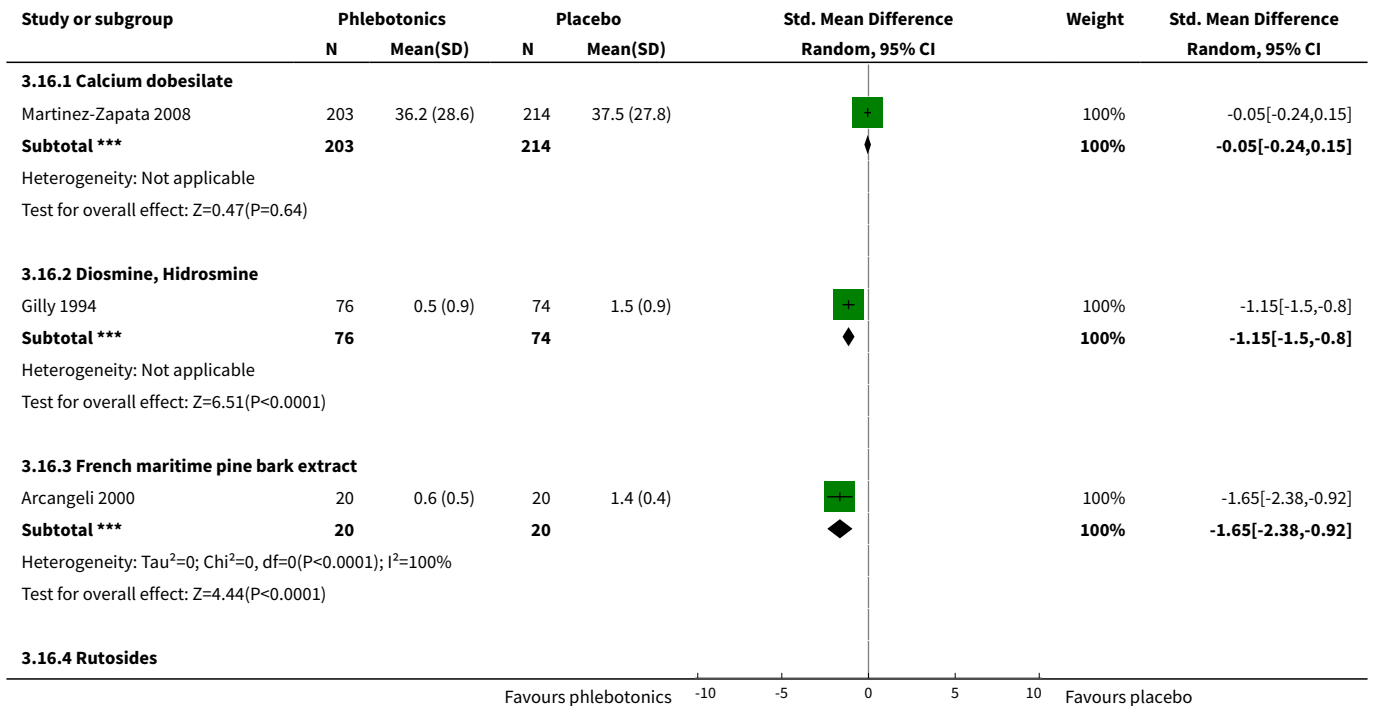 Study or subgroup Phlebotonics Placebo Std. Mean Difference Weight Std. Mean Difference
N Mean(SD) N Mean(SD) Random, 95% CI Random, 95% CI
3.16.1 Calcium dobesilate
Martinez-Zapata 2008 203 36.2 (28.6) 214 37.5 (27.8) 100% -0.05[-0.24,0.15]
Subtotal *** 203 214 100% -0.05[-0.24,0.15]
Heterogeneity: Not applicable
Test for overall effect: Z=0.47(P=0.64)
3.16.2 Diosmine, Hidrosmine
Gilly 1994 76 0.5 (0.9) 74 1.5 (0.9) 100% -1.15[-1.5,-0.8]
Subtotal *** 76 74 100% -1.15[-1.5,-0.8]
Heterogeneity: Not applicable
Test for overall effect: Z=6.51(P<0.0001)
3.16.3 French maritime pine bark extract
Arcangeli 2000 20 0.6 (0.5) 20 1.4 (0.4) 100% -1.65[-2.38,-0.92]
Subtotal *** 20 20 100% -1.65[-2.38,-0.92]
Heterogeneity: Tau²=0; Chi²=0, df=0(P<0.0001); I²=100%
Test for overall effect: Z=4.44(P<0.0001)
3.16.4 Rutosides
Favours phlebotonics -10 -5 0 5 10 Favours placebo